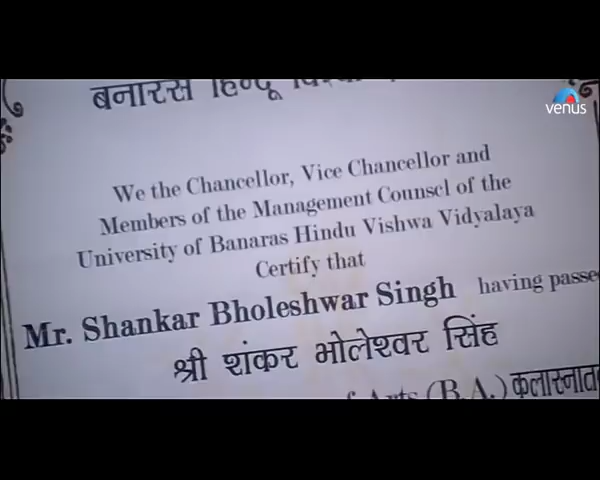 venus
बनारस हिन्दू
We the Chancellor, Vice Chancellor and
Members of the Management Counsel of the
University of Banaras Hindu Vishwa Vidyalaya
Certify that
Mr. Shankar Bholeshwar Singh having passe
श्री शंकर भोलेश्वर सिंह
Arts (B.A.) कलास्नात